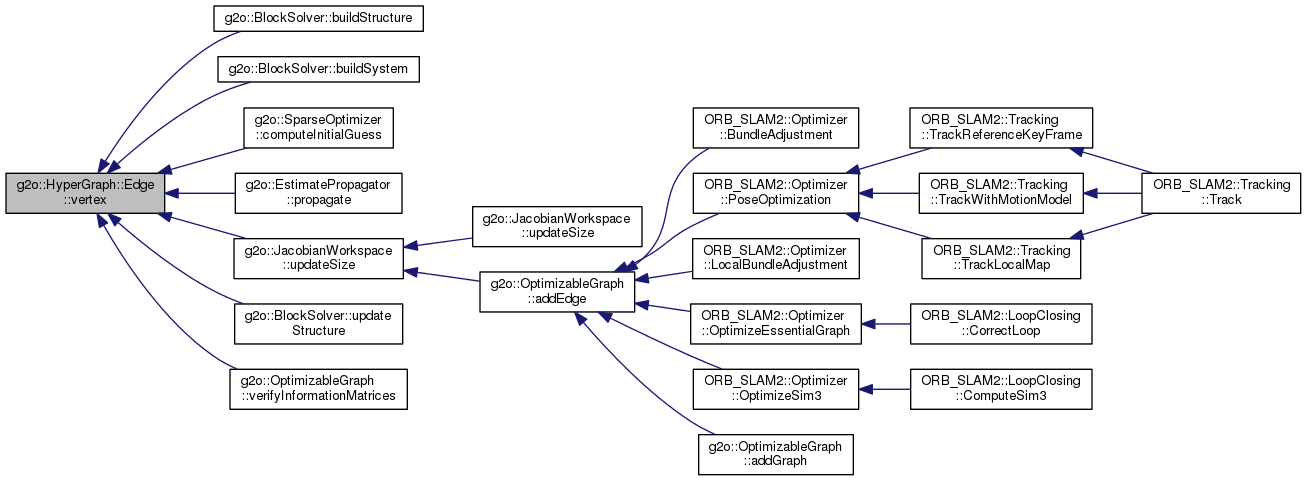 g2o::HyperGraph::Edge
::vertex
g2o::BlockSolver::buildStructure
g2o::BlockSolver::buildSystem
g2o::SparseOptimizer
::computeInitialGuess
g2o::EstimatePropagator
::propagate
g2o::JacobianWorkspace
::updateSize
g2o::BlockSolver::update
Structure
g2o::OptimizableGraph
::verifyInformationMatrices
g2o::JacobianWorkspace
::updateSize
g2o::OptimizableGraph
::addEdge
ORB_SLAM2::Optimizer
::BundleAdjustment
ORB_SLAM2::Optimizer
::PoseOptimization
ORB_SLAM2::Optimizer
::LocalBundleAdjustment
ORB_SLAM2::Optimizer
::OptimizeEssentialGraph
ORB_SLAM2::Optimizer
::OptimizeSim3
g2o::OptimizableGraph
::addGraph
ORB_SLAM2::Tracking
::TrackReferenceKeyFrame
ORB_SLAM2::Tracking
::TrackWithMotionModel
ORB_SLAM2::Tracking
::TrackLocalMap
ORB_SLAM2::LoopClosing
::CorrectLoop
ORB_SLAM2::LoopClosing
::ComputeSim3
ORB_SLAM2::Tracking
::Track